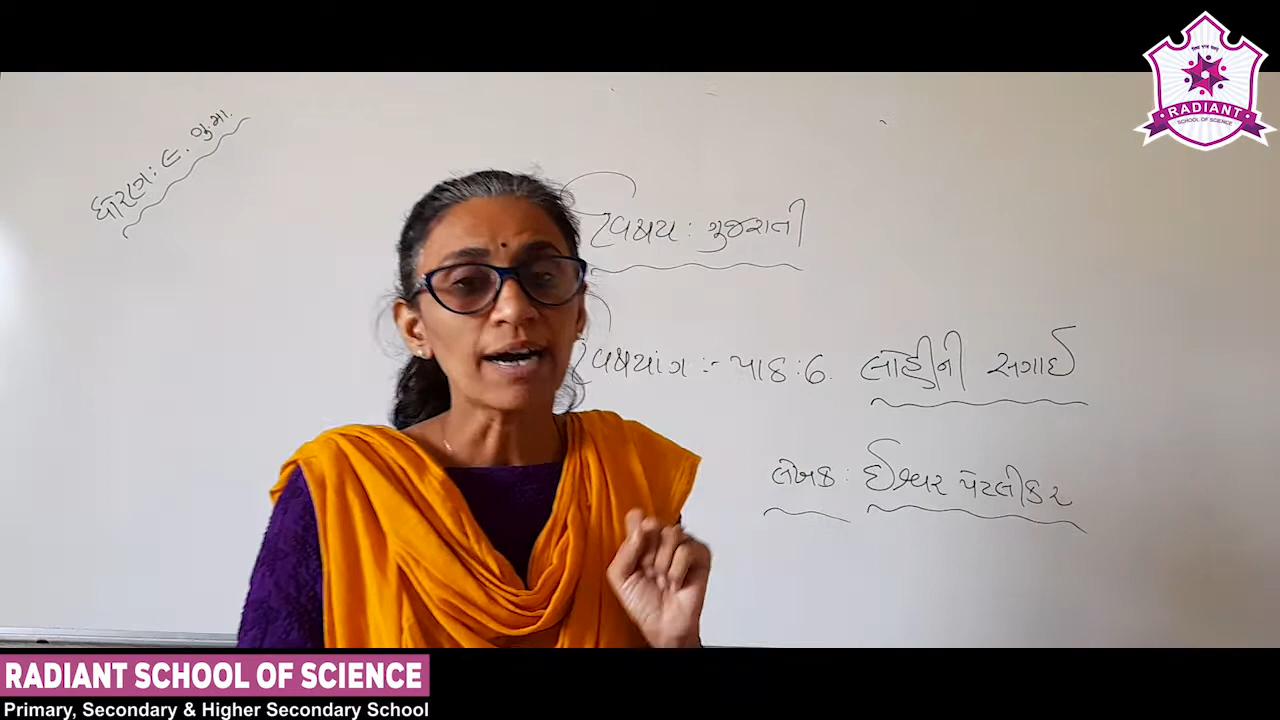 ધોરણ: ૯. ગુ.મા.
વિષય: ગુજરાતી
વિષયાંગ :- પાઠ:6. લોહીની સગાઈ
લેખક: ઈશ્વર પેટલીકર
RADIANT
SCHOOL OF SCIENCE
RADIANT SCHOOL OF SCIENCE
Primary, Secondary & Higher Secondary School